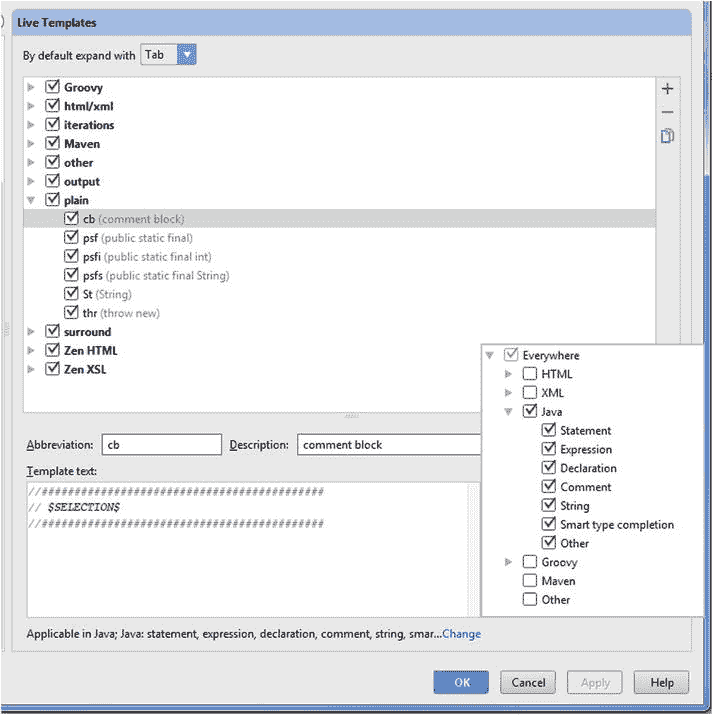 Live Templates
By default expand with Tab
Groovy
html/xml
iterations
Maven
other
output
plain
cb (comment block)
psf (public static final)
psfi (public static final int)
psfs (public static final String)
St (String)
thr (throw new)
surround
Zen HTML
Zen XSL
Everywhere
HTML
XML
Java
Statement
Expression
Declaration
Comment
String
Smart type completion
Other
Groovy
Maven
Other
Abbreviation: cb Description: comment block
Template text:
//############################################
// $SELECTION$
//############################################
Applicable in Java; Java: statement, expression, declaration, comment, string, smar...Change
OK Cancel Apply Help